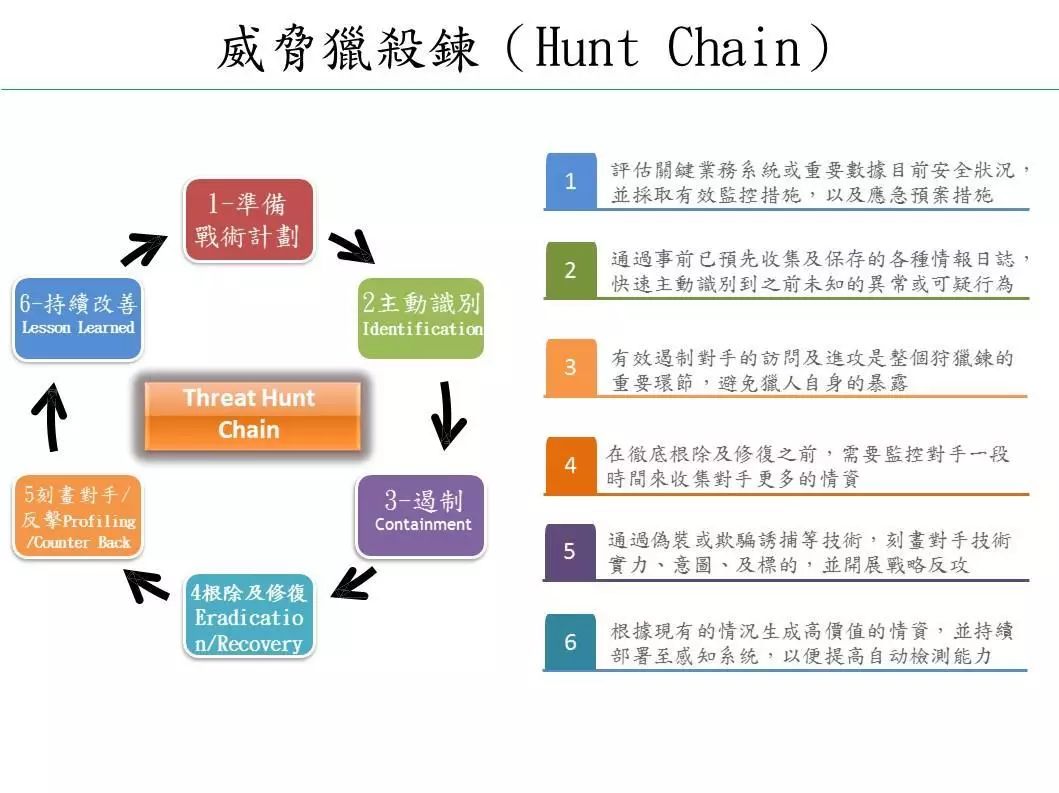 威脅獵殺鍊（Hunt Chain）
1-準備
戰術計劃
2主動識別
Identification
3-遏制
Containment
4根除及修復
Eradicatio
n/Recovery
5刻畫對手/
反擊Profiling
/Counter Back
6-持續改善
Lesson Learned
Threat Hunt
Chain
1
評估關鍵業務系統或重要數據目前安全狀況，
並採取有效監控措施，以及應急預案措施
2
通過事前已預先收集及保存的各種情報日誌，
快速主動識別到之前未知的異常或可疑行為
3
有效遏制對手的訪問及進攻是整個狩獵鍊的
重要環節，避免獵人自身的暴露
4
在徹底根除及修復之前，需要監控對手一段
時間來收集對手更多的情資
5
通過偽裝或欺騙誘捕等技術，刻畫對手技術
實力、意圖、及標的，並開展戰略反攻
6
根據現有的情況生成高價值的情資，並持續
部署至感知系統，以便提高自动檢測能力